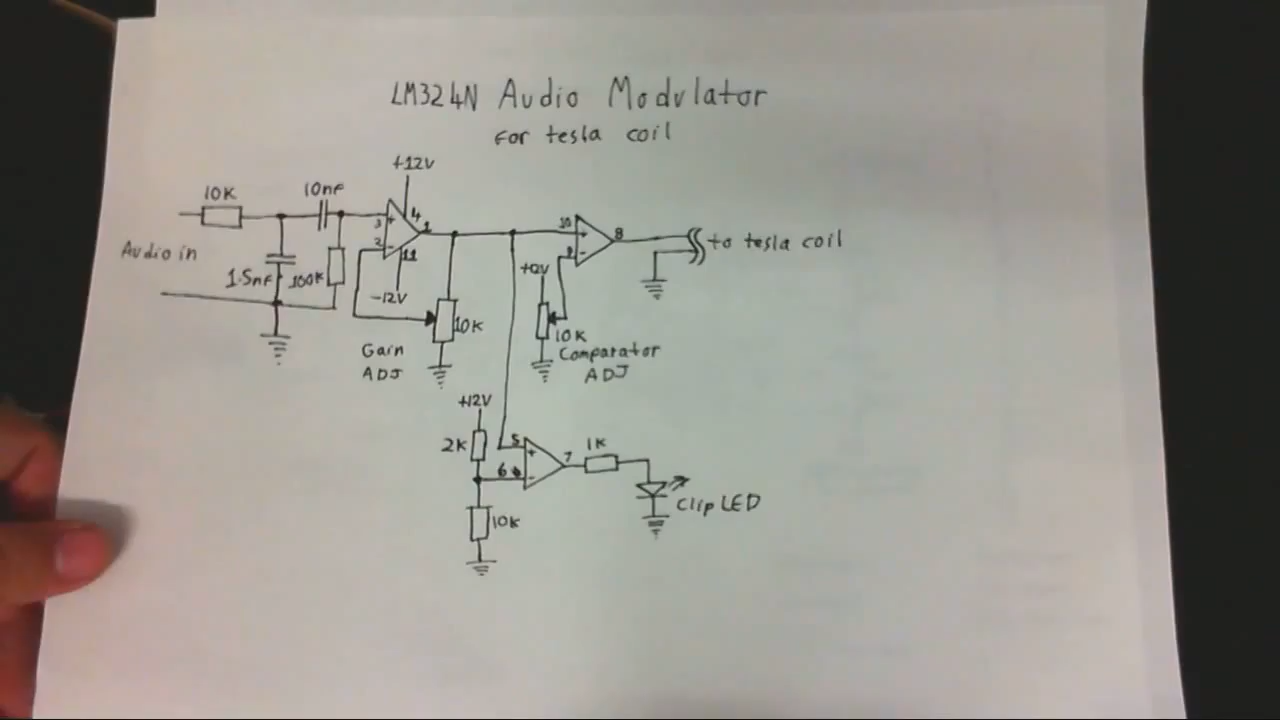 LM324N Audio Modulator
For tesla coil
+12V
10K
10nF
3
+
4
1
2
-
11
Audio in
1.5nF
100K
-12V
10K
Gain
ADJ
10
+
8
9
-
to tesla coil
10K
Comparator
ADJ
+12V
2K
5
+
7
1K
6
-
Clip LED
10K